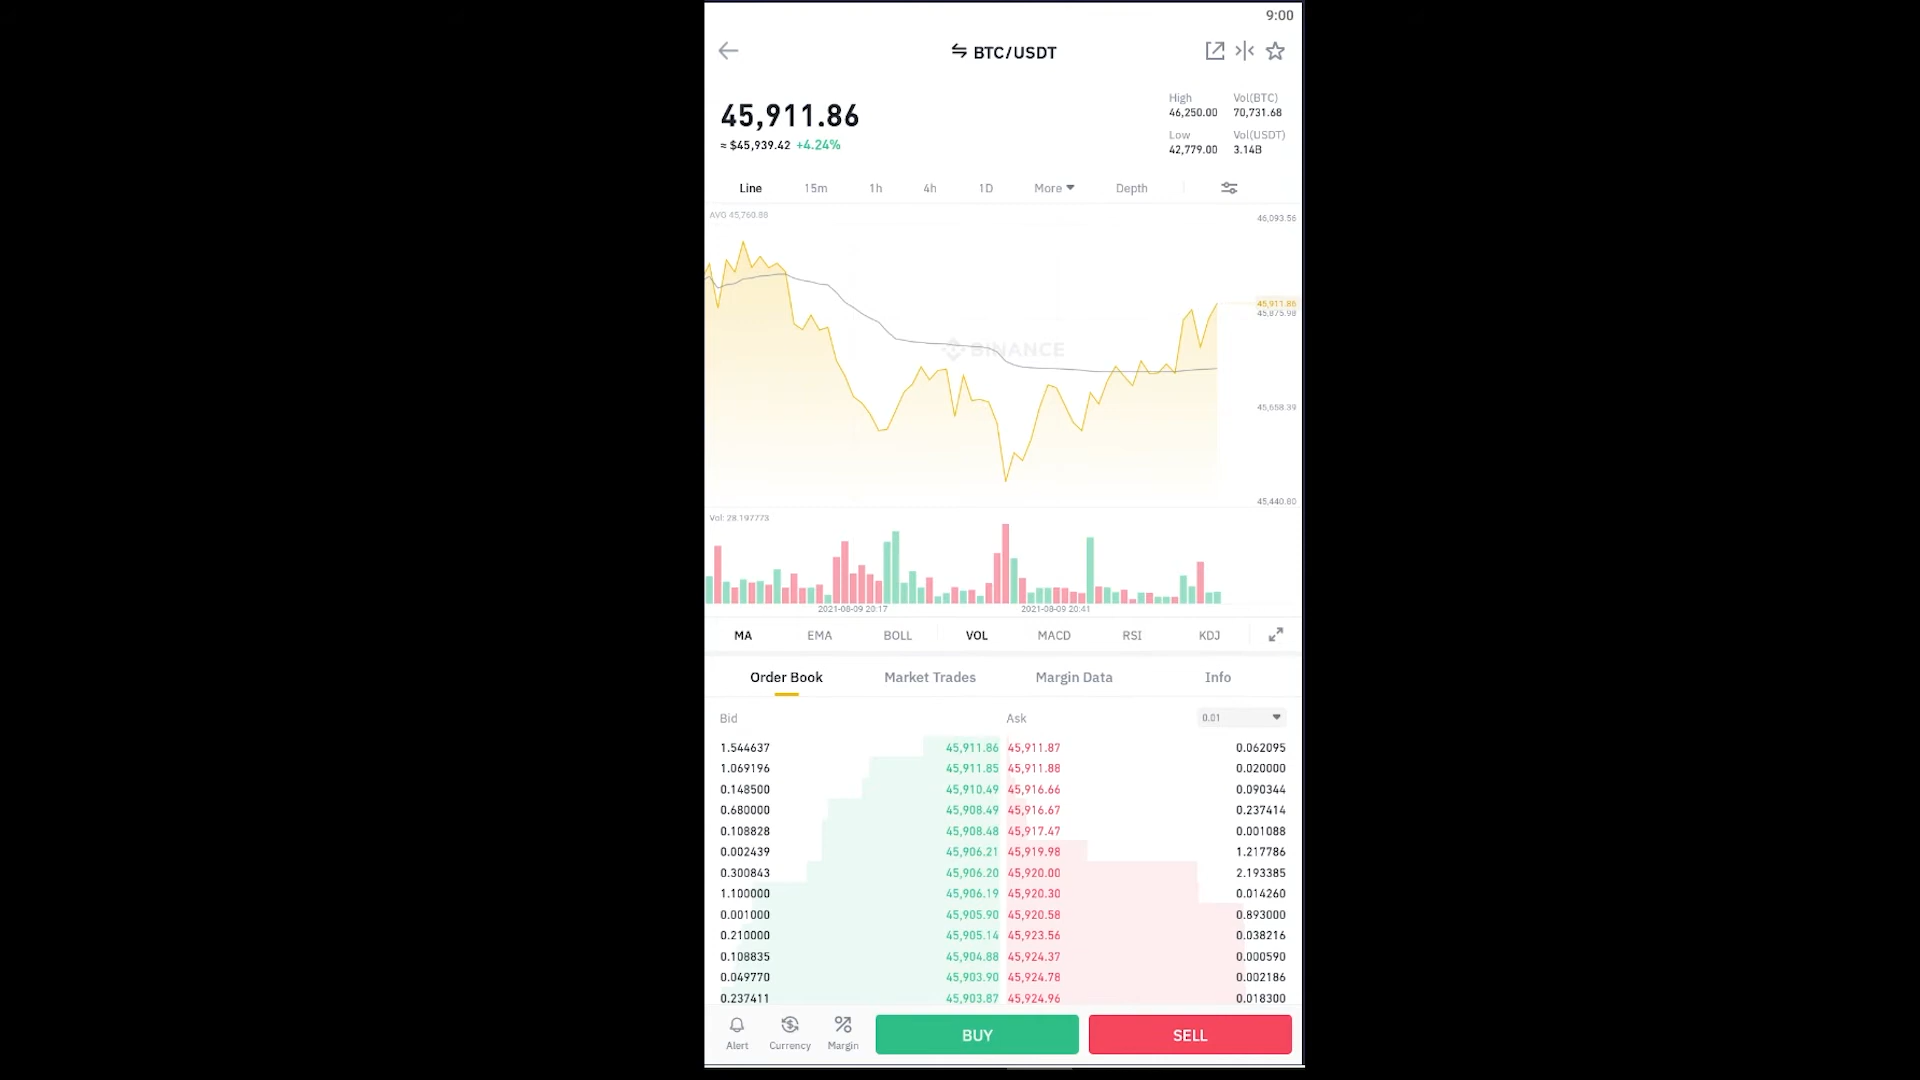 9:00
BTC/USDT
45,911.86
≈ $45,939.42 +4.24%
High Vol(BTC)
46,250.00 70,731.68
Low Vol(USDT)
42,779.00 3.14B
Line 15m 1h 4h 1D More Depth
AVG 45,760.88
46,093.56
45,911.86
45,875.98
BINANCE
45,658.39
45,440.80
Vol: 28.197773
2021-08-09 20:17 2021-08-09 20:41
MA EMA BOLL VOL MACD RSI KDJ
Order Book Market Trades Margin Data Info
Bid Ask 0.01
1.544637 45,911.86 45,911.87 0.062095
1.069196 45,911.85 45,911.88 0.020000
0.148500 45,910.49 45,916.66 0.090344
0.680000 45,908.49 45,916.67 0.237414
0.108828 45,908.48 45,917.47 0.001088
0.002439 45,906.21 45,919.98 1.217786
0.300843 45,906.20 45,920.00 2.193385
1.100000 45,906.19 45,920.30 0.014260
0.001000 45,905.90 45,920.58 0.893000
0.210000 45,905.14 45,923.56 0.038216
0.108835 45,904.88 45,924.37 0.000590
0.049770 45,903.90 45,924.78 0.002186
0.237411 45,903.87 45,924.96 0.018300
Alert Currency Margin BUY SELL